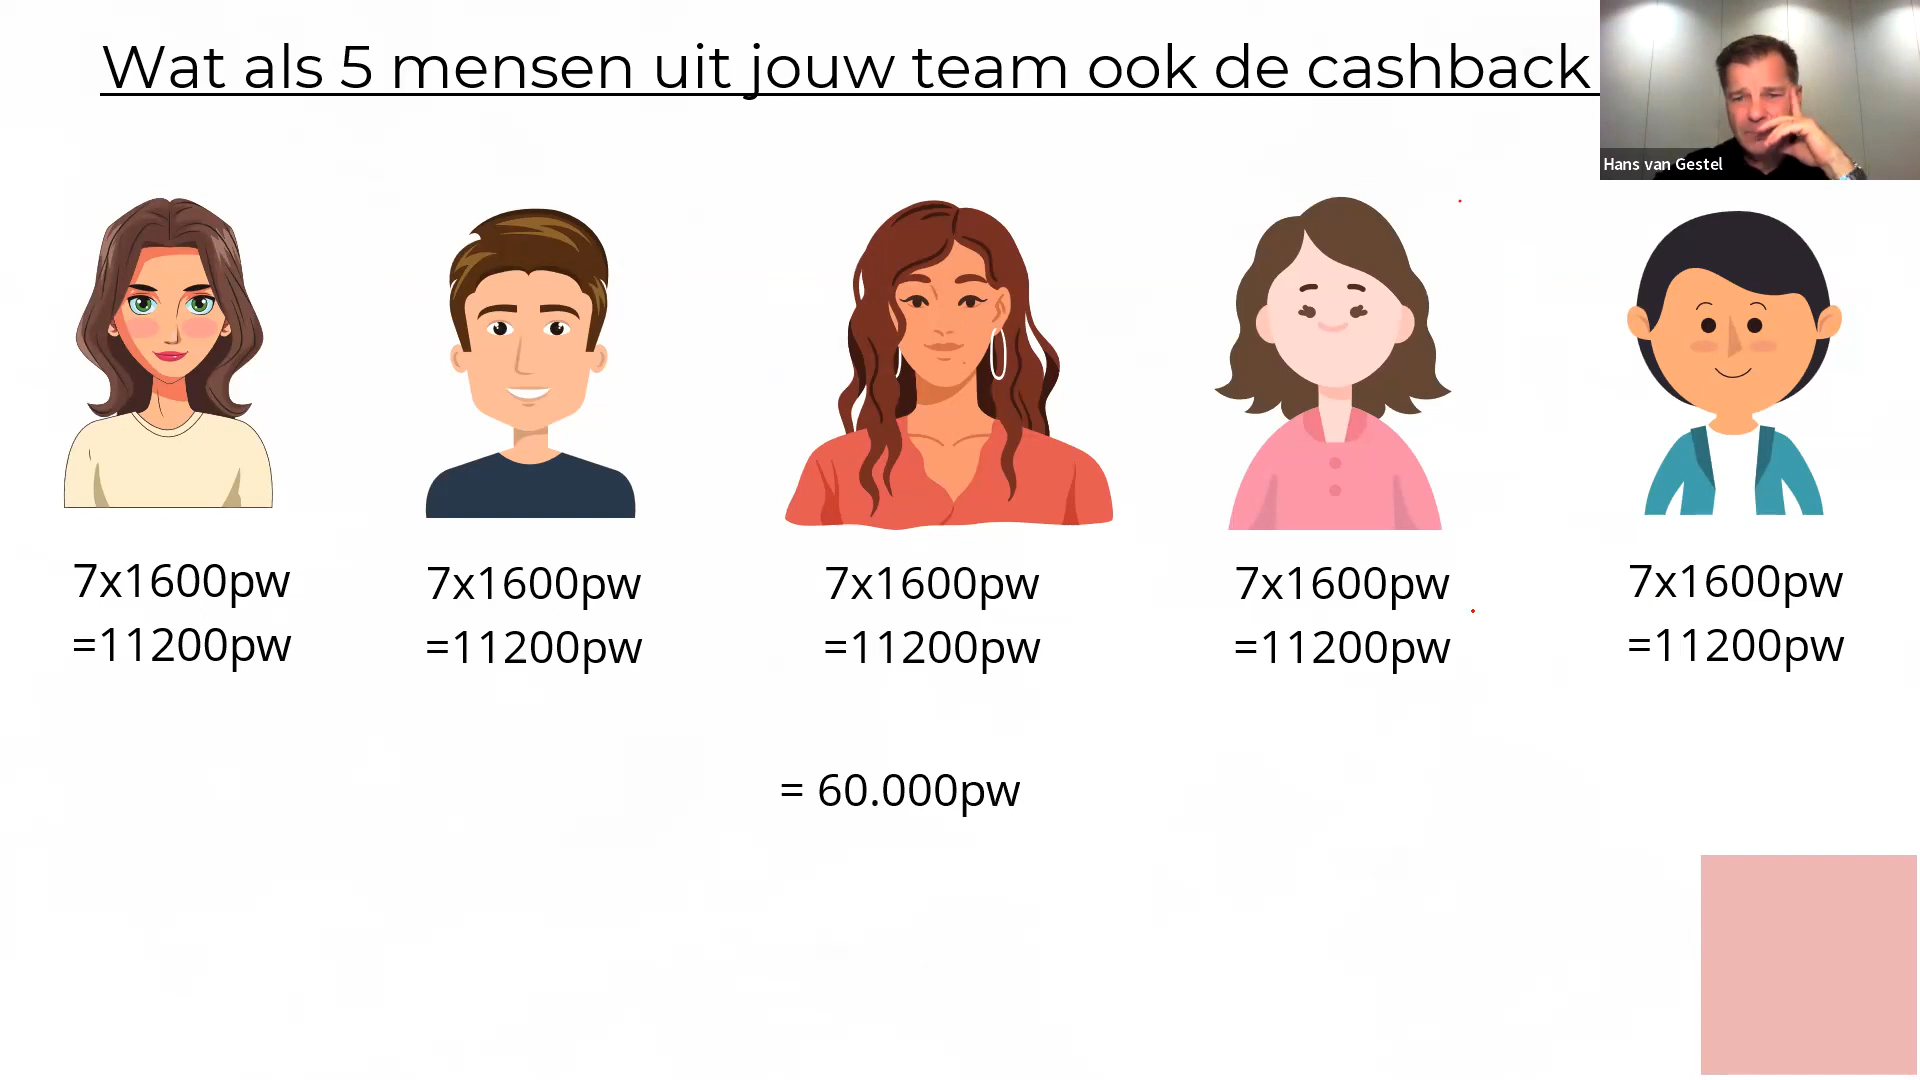 Wat als 5 mensen uit jouw team ook de cashback
Hans van Gestel
7x1600pw
=11200pw
7x1600pw
=11200pw
7x1600pw
=11200pw
7x1600pw
=11200pw
7x1600pw
=11200pw
= 60.000pw